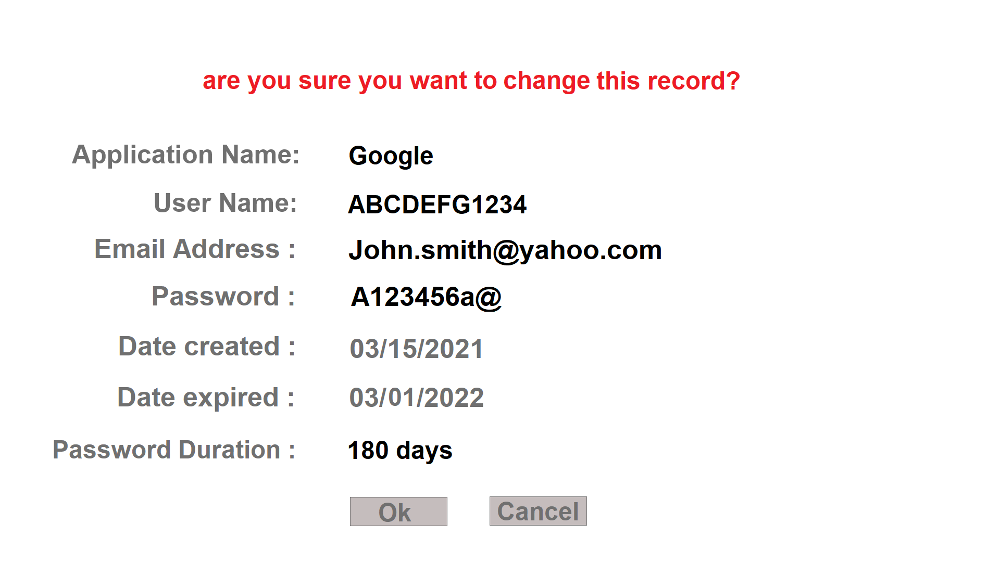 are you sure you want to change this record?
Application Name: Google
User Name: ABCDEFG1234
Email Address : John.smith@yahoo.com
Password : A123456a@
Date created : 03/15/2021
Date expired : 03/01/2022
Password Duration : 180 days
Ok Cancel